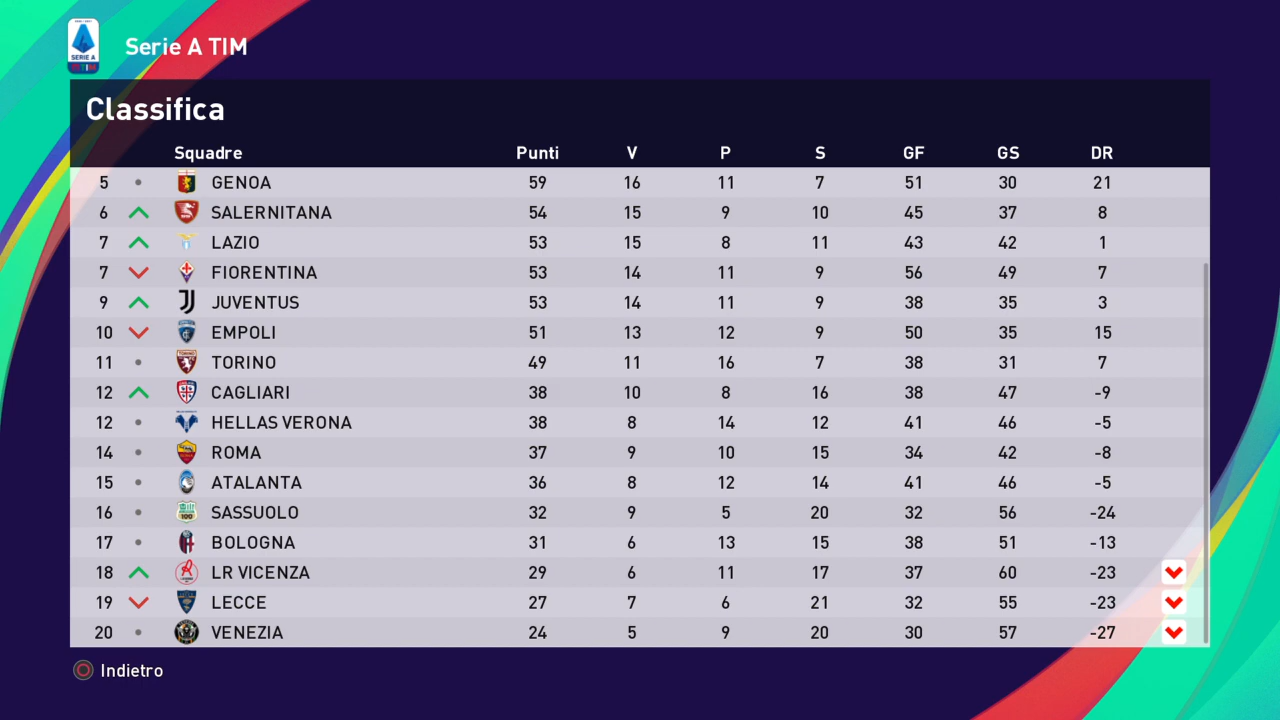 SERIE A
TIM
Serie A TIM
Classifica
Squadre Punti V P S GF GS DR
5 GENOA 59 16 11 7 51 30 21
6 SALERNITANA 54 15 9 10 45 37 8
7 LAZIO 53 15 8 11 43 42 1
7 FIORENTINA 53 14 11 9 56 49 7
9 JUVENTUS 53 14 11 9 38 35 3
10 EMPOLI 51 13 12 9 50 35 15
11 TORINO 49 11 16 7 38 31 7
12 CAGLIARI 38 10 8 16 38 47 -9
12 HELLAS VERONA 38 8 14 12 41 46 -5
14 ROMA 37 9 10 15 34 42 -8
15 ATALANTA 36 8 12 14 41 46 -5
16 SASSUOLO 32 9 5 20 32 56 -24
17 BOLOGNA 31 6 13 15 38 51 -13
18 LR VICENZA 29 6 11 17 37 60 -23
19 LECCE 27 7 6 21 32 55 -23
20 VENEZIA 24 5 9 20 30 57 -27
Indietro